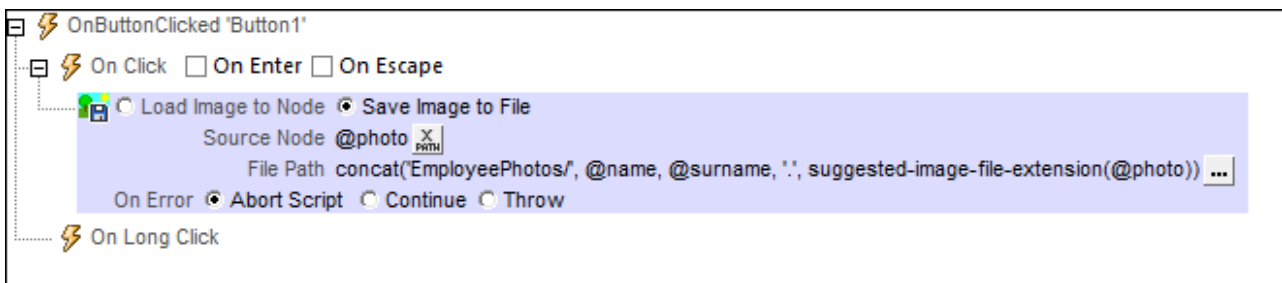 OnButtonClicked 'Button1'
On Click On Enter On Escape
Load Image to Node Save Image to File
Source Node @photo X PATH
File Path concat('EmployeePhotos/', @name, @surname, '.', suggested-image-file-extension(@photo)) ...
On Error Abort Script Continue Throw
On Long Click